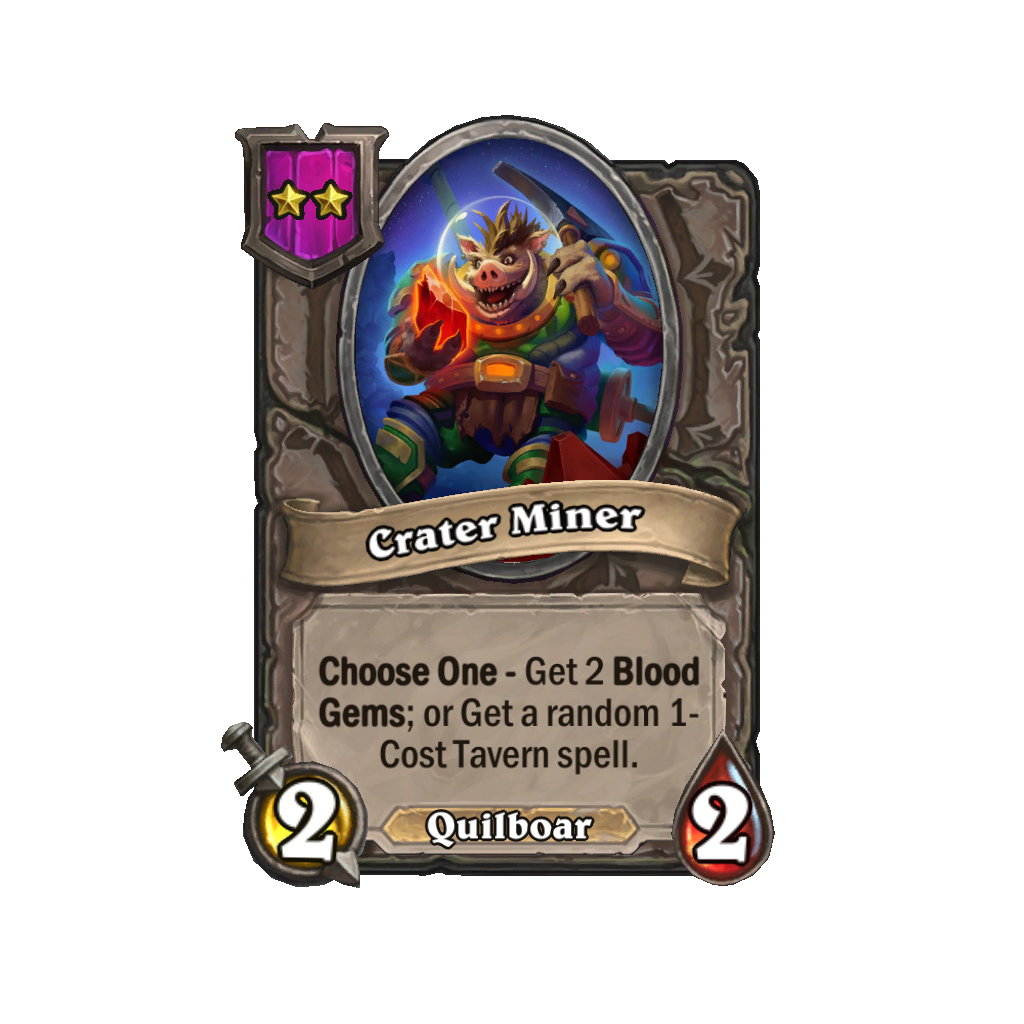 Crater Miner
Choose One - Get 2 Blood
Gems; or Get a random 1-
Cost Tavern spell.
2
Quilboar
2